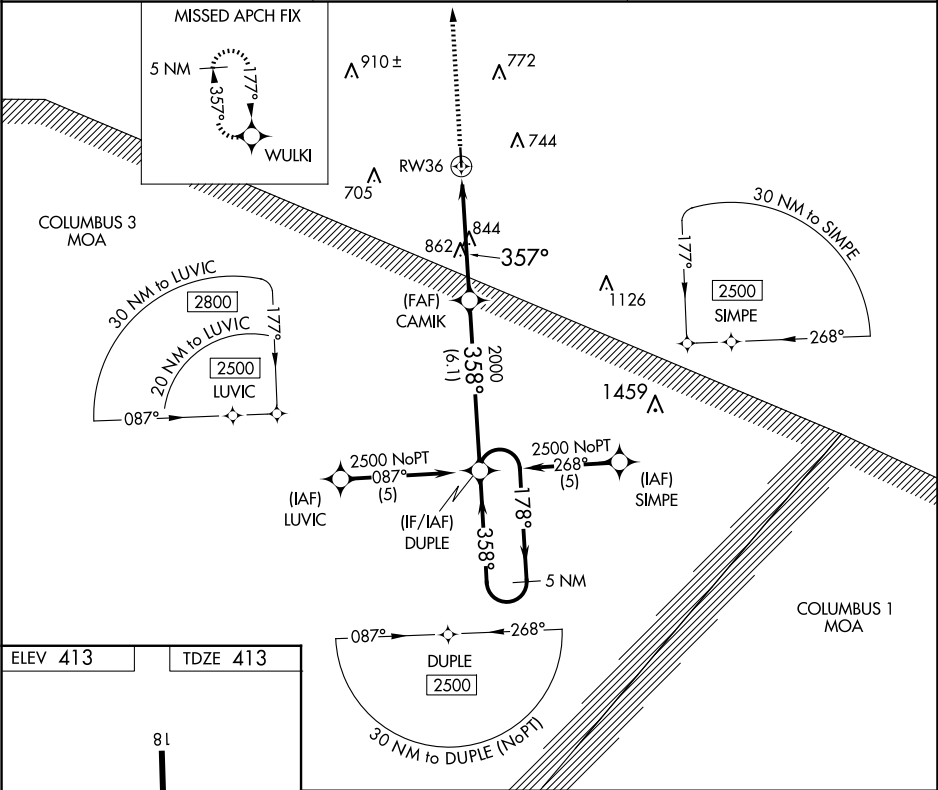 MISSED APCH FIX
5 NM
357°
177°
WULKI
910 ±
772
744
RW36
705
COLUMBUS 3
MOA
844
862
357°
1126
(FAF)
CAMIK
30 NM to LUVIC
2800
20 NM to LUVIC
2500
LUVIC
177°
087°
30 NM to SIMPE
177°
2500
SIMPE
268°
2000
358°
(6.1)
1459
2500 NoPT
087°
(5)
(IAF)
LUVIC
2500 NoPT
268°
(5)
(IAF)
SIMPE
(IF/IAF)
DUPLE
178°
358°
5 NM
087°
268°
DUPLE
2500
30 NM to DUPLE (NoPT)
COLUMBUS 1
MOA
ELEV 413
TDZE 413
18